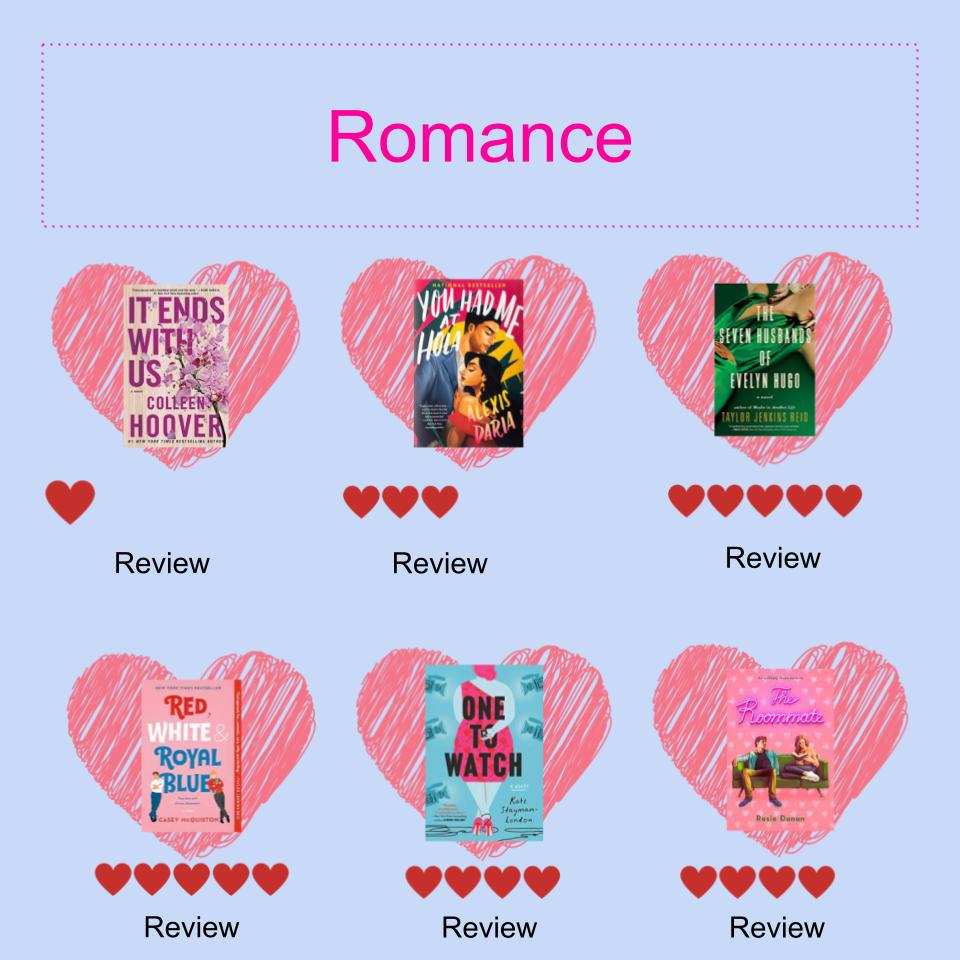 Romance
IT ENDS
WITH
US
a novel
COLLEEN
HOOVER
#1 NEW YORK TIMES BESTSELLING AUTHOR
NATIONAL BESTSELLER
YOU HAD ME
AT
HOLA
ALEXIS
DARIA
THE
SEVEN HUSBANDS
OF
EVELYN HUGO
a novel
TAYLOR JENKINS REID
Review
Review
Review
NEW YORK TIMES BESTSELLER
RED,
WHITE &
ROYAL
BLUE
CASEY McQUISTON
ONE
TO
WATCH
A NOVEL
Kate
Stayman-
London
The
Roommate
Rosie Danan
Review
Review
Review